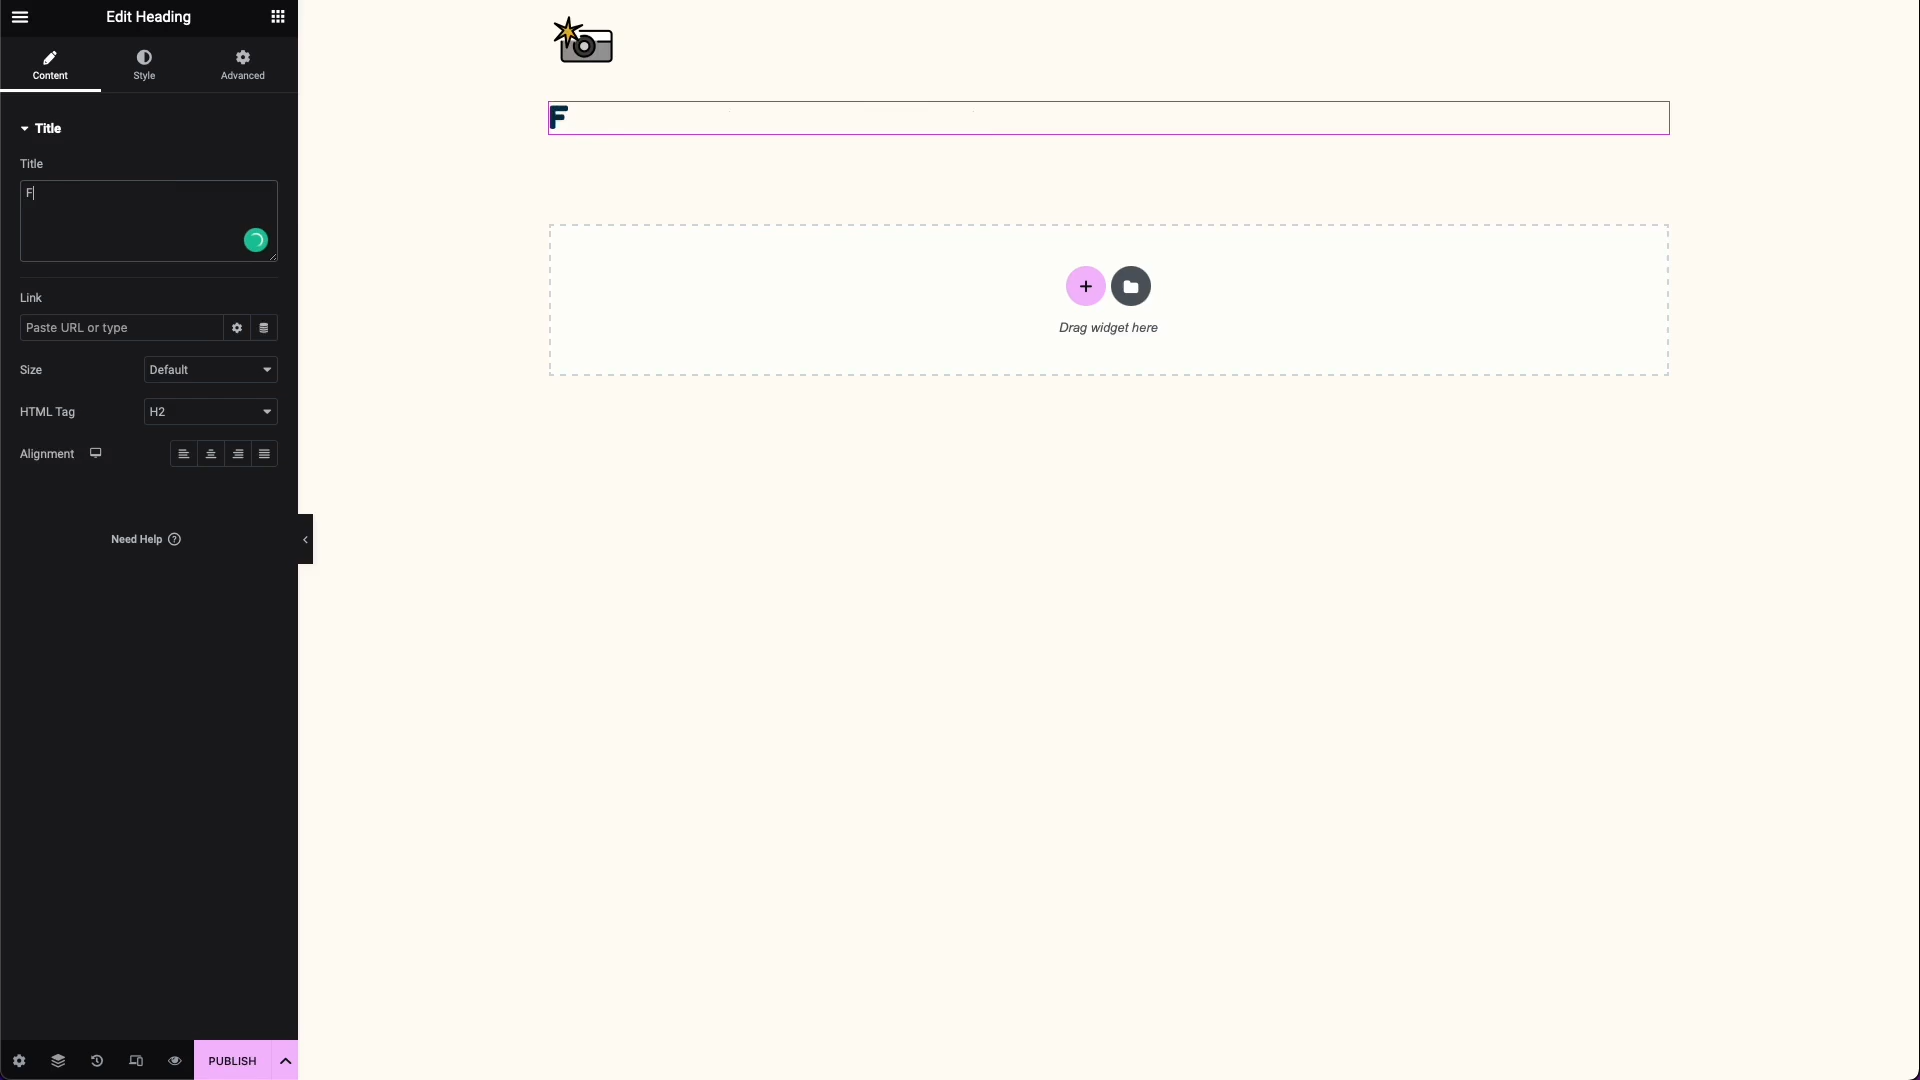 Edit Heading
Content
Style
Advanced
Title
Title
F
Link
Paste URL or type
Size
Default
HTML Tag
H2
Alignment
Need Help
PUBLISH
F
Drag widget here